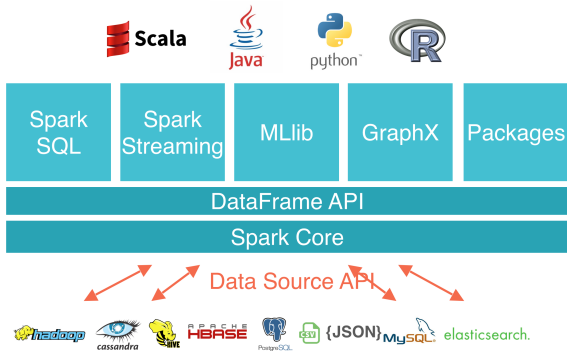 Scala
Java
python™
R
Spark
SQL
Spark
Streaming
MLlib
GraphX
Packages
DataFrame API
Spark Core
Data Source API
hadoop
cassandra
HIVE
APACHE
HBASE
PostgreSQL
CSV
{JSON}
MySQL
elasticsearch.